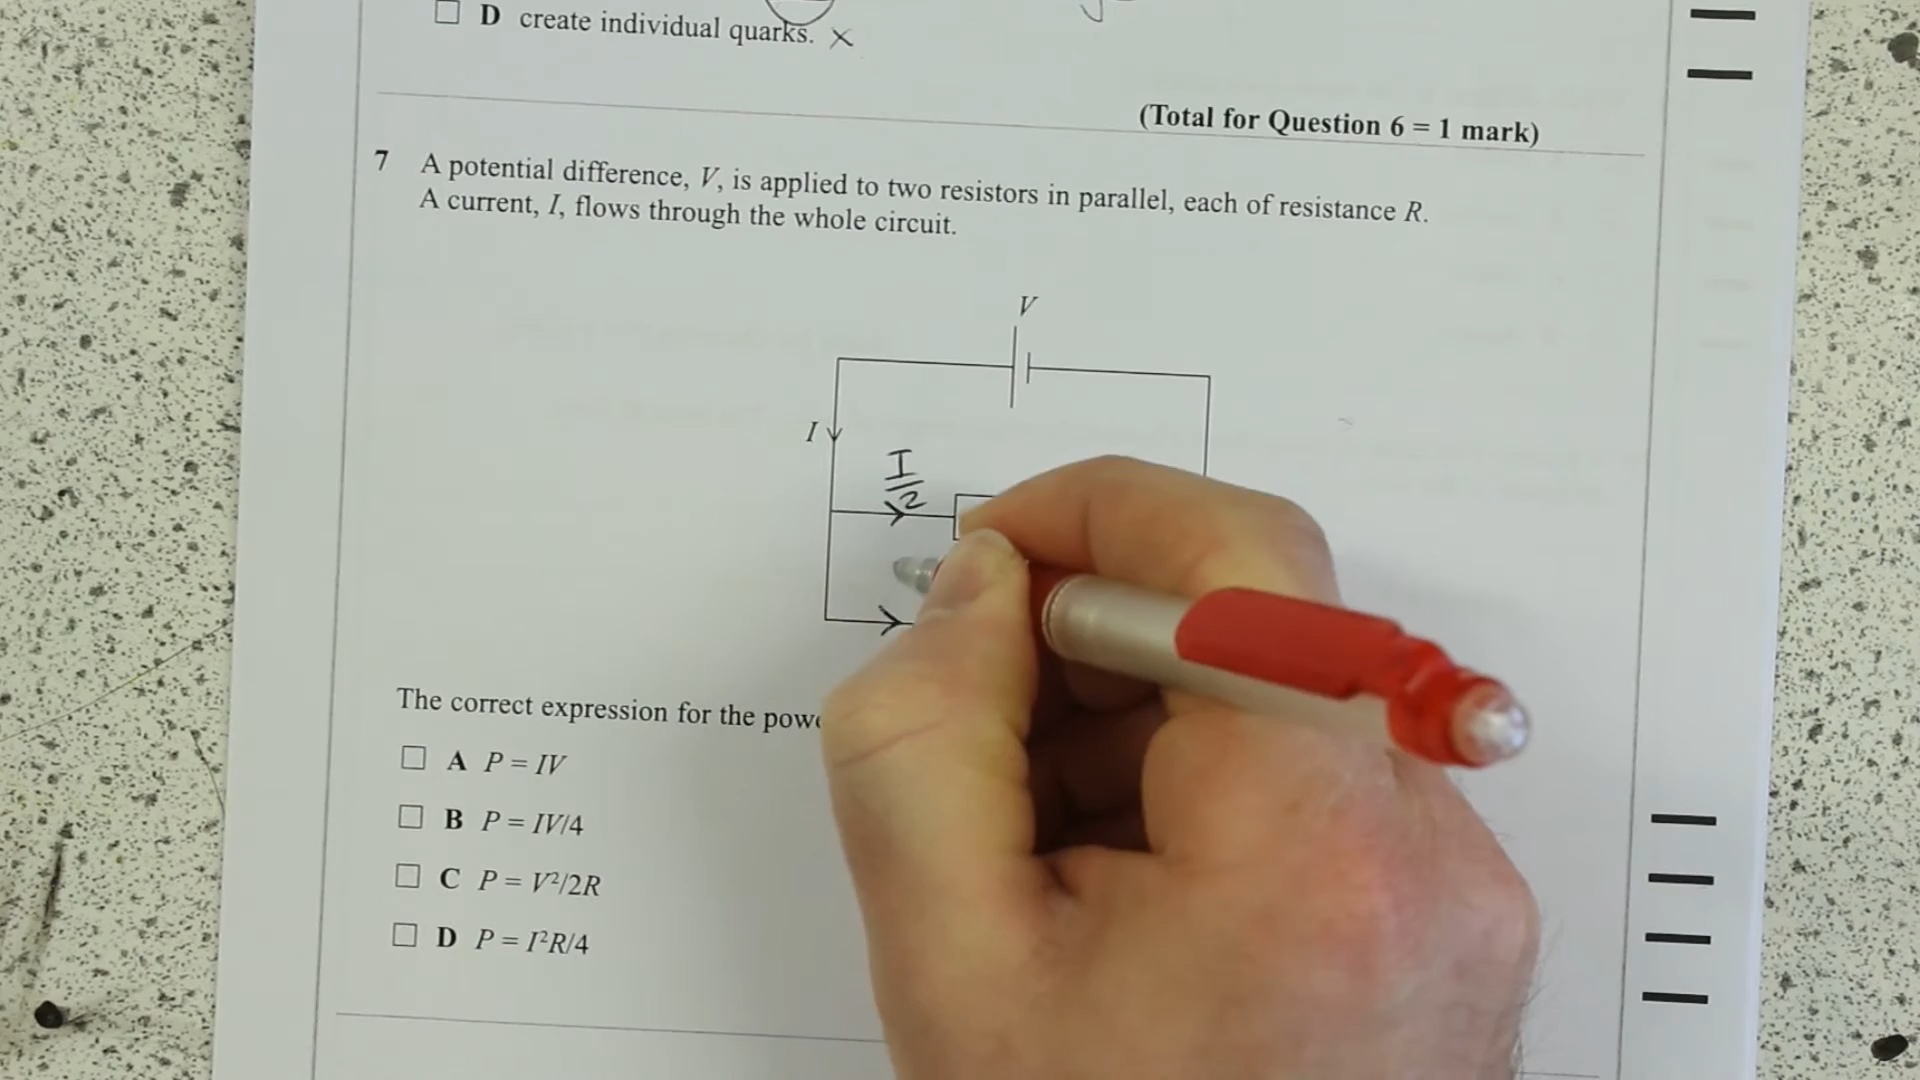 D create individual quarks. ×
(Total for Question 6 = 1 mark)
7 A potential difference, V, is applied to two resistors in parallel, each of resistance R.
A current, I, flows through the whole circuit.
V
I
I/2
The correct expression for the
A P = IV
B P = IV/4
C P = V²/2R
D P = I²R/4